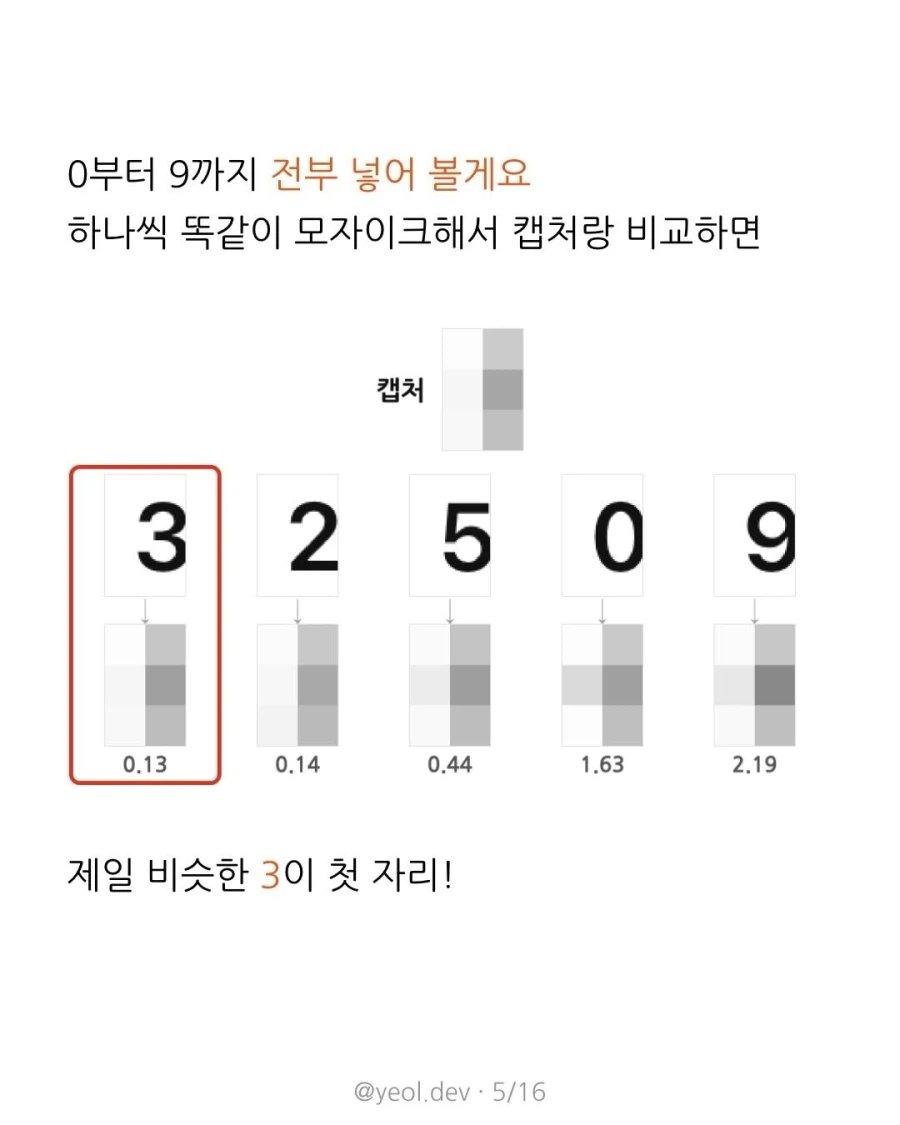 0부터 9까지 전부 넣어 볼게요
하나씩 똑같이 모자이크해서 캡처랑 비교하면
캡처
3 2 5 0 9
0.13 0.14 0.44 1.63 2.19
제일 비슷한 3이 첫 자리!
@yeol.dev · 5/16